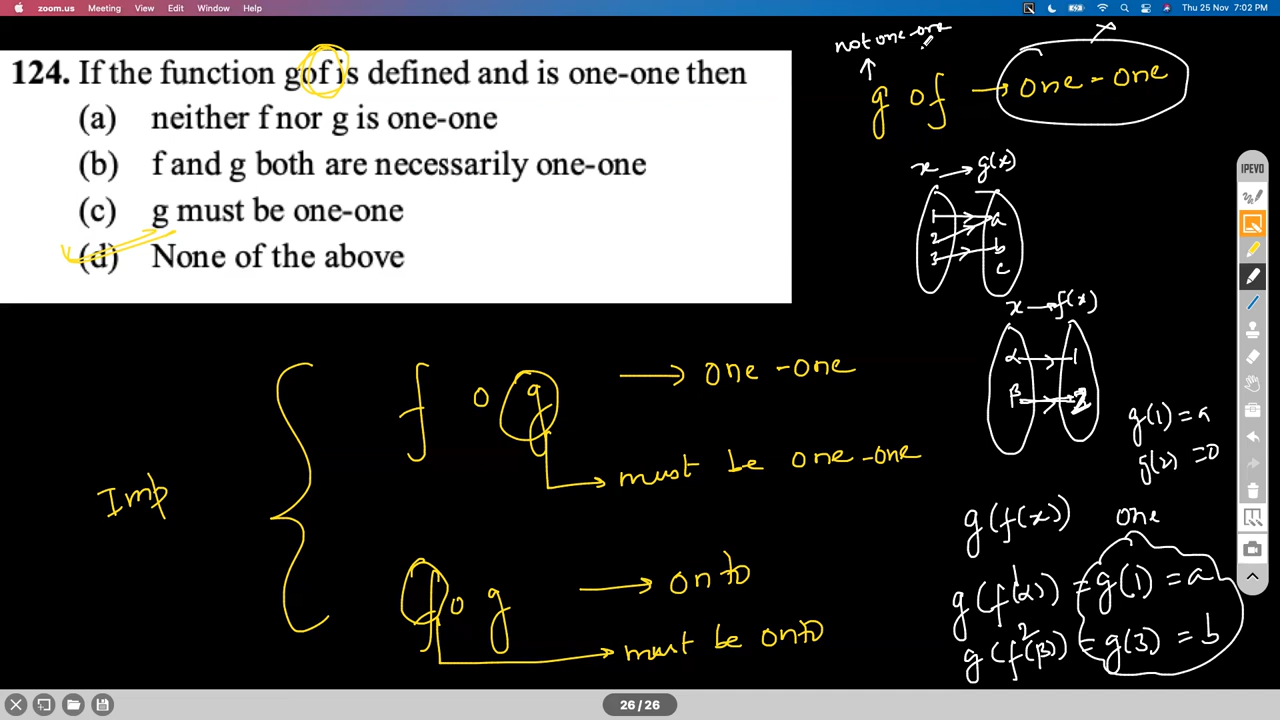 zoom.us Meeting View Edit Window Help
Thu 25 Nov 7:02 PM
124. If the function gof is defined and is one-one then
(a) neither f nor g is one-one
(b) f and g both are necessarily one-one
(c) g must be one-one
(d) None of the above
not one-one
g o f → one-one
x → g(x)
1 a
2 b
3 c
x → f(x)
α 1
β 2
g(1) = a
g(f(x)) one
g(f(α)) = g(1) = a
g(f(β)) = g(3) = b
1
2
Imp
f o g → one-one
must be one-one
f o g → onto
must be onto
IPEVO
26 / 26